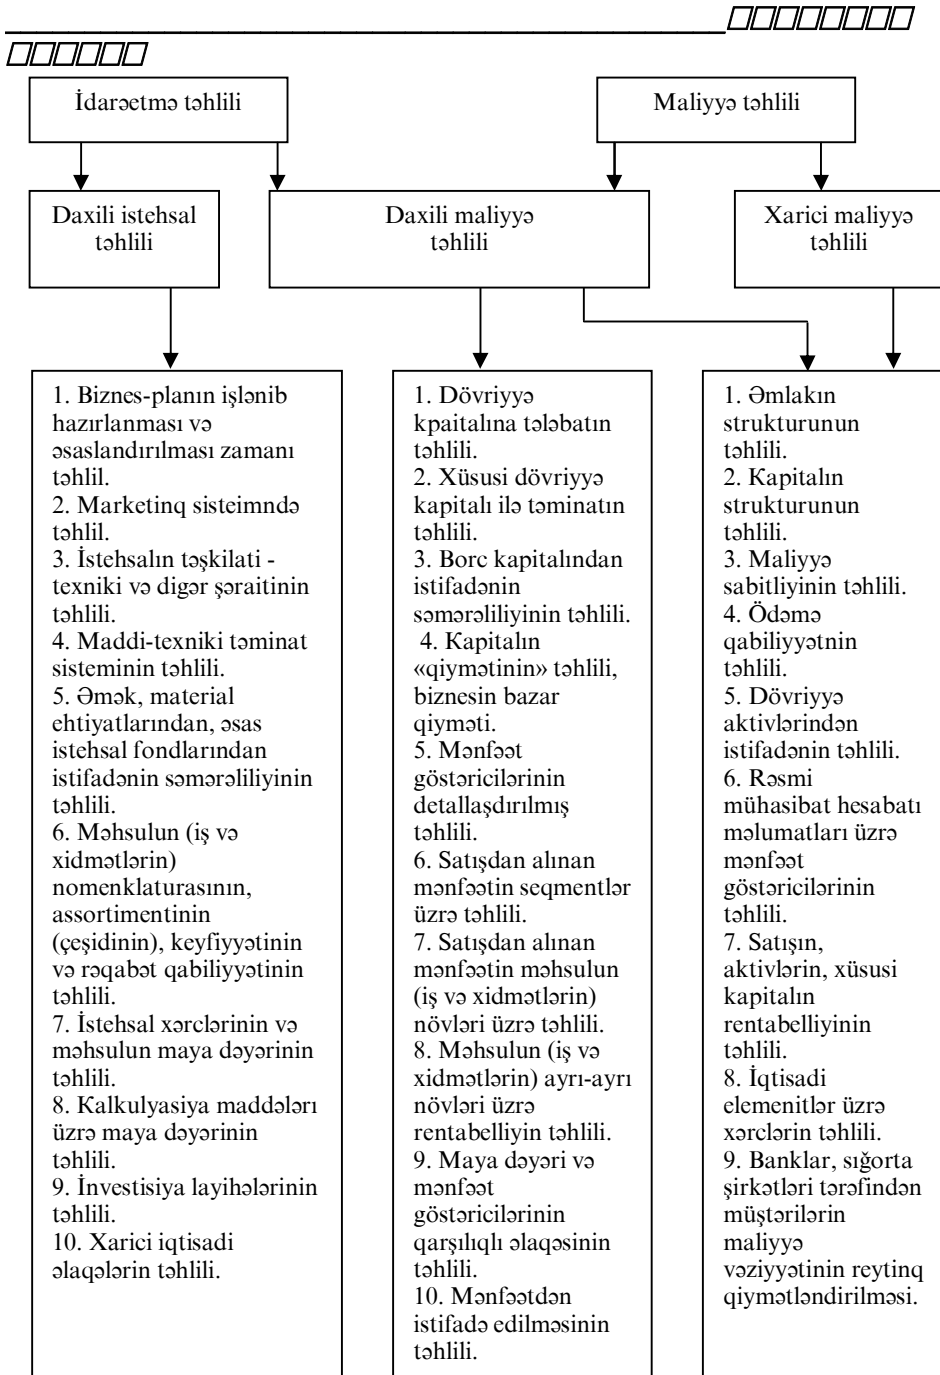 İdarəetmə təhlili
Maliyyə təhlili
Daxili istehsal
təhlili
Daxili maliyyə
təhlili
Xarici maliyyə
təhlili
1. Biznes-planın işlənib
hazırlanması və
əsaslandırılması zamanı
təhlil.
2. Marketinq sisteimndə
təhlil.
3. İstehsalın təşkilati -
texniki və digər şəraitinin
təhlili.
4. Maddi-texniki təminat
sisteminin təhlili.
5. Əmək, material
ehtiyatlarından, əsas
istehsal fondlarından
istifadənin səmərəliliyinin
təhlili.
6. Məhsulun (iş və
xidmətlərin)
nomenklaturasının,
assortimentinin
(çeşidinin), keyfiyyətinin
və rəqabət qabiliyyətinin
təhlili.
7. İstehsal xərclərinin və
məhsulun maya dəyərinin
təhlili.
8. Kalkulyasiya maddələrı
üzrə maya dəyərinin
təhlili.
9. İnvestisiya layihələrinin
təhlili.
10. Xarici iqtisadi
əlaqələrin təhlili.
1. Dövriyyə
kpaitalına tələbatın
təhlili.
2. Xüsusi dövriyyə
kapitalı ilə təminatın
təhlili.
3. Borc kapitalından
istifadənin
səmərəliliyinin təhlili.
4. Kapitalın
«qiymətinin» təhlili,
biznesin bazar
qiyməti.
5. Mənfəət
göstəricilərinin
detallaşdırılmış
təhlili.
6. Satışdan alınan
mənfəətin seqmentlər
üzrə təhlili.
7. Satışdan alınan
mənfəətin məhsulun
(iş və xidmətlərin)
növləri üzrə təhlili.
8. Məhsulun (iş və
xidmətlərin) ayrı-ayrı
növləri üzrə
rentabelliyin təhlili.
9. Maya dəyəri və
mənfəət
göstəricilərinin
qarşılıqlı əlaqəsinin
təhlili.
10. Mənfəətdən
istifadə edilməsinin
təhlili.
1. Əmlakın
strukturunun
təhlili.
2. Kapitalın
strukturunun
təhlili.
3. Maliyyə
sabitliyinin təhlili.
4. Ödəmə
qabiliyyətnin
təhlili.
5. Dövriyyə
aktivlərindən
istifadənin təhlili.
6. Rəsmi
mühasibat hesabatı
məlumatları üzrə
mənfəət
göstəricilərinin
təhlili.
7. Satışın,
aktivlərin, xüsusi
kapitalın
rentabelliyinin
təhlili.
8. İqtisadi
elemenitlər üzrə
xərclərin təhlili.
9. Banklar, sığorta
şirkətləri tərəfindən
müştərilərin
maliyyə
vəziyyətinin reytinq
qiymətləndirilməsi.